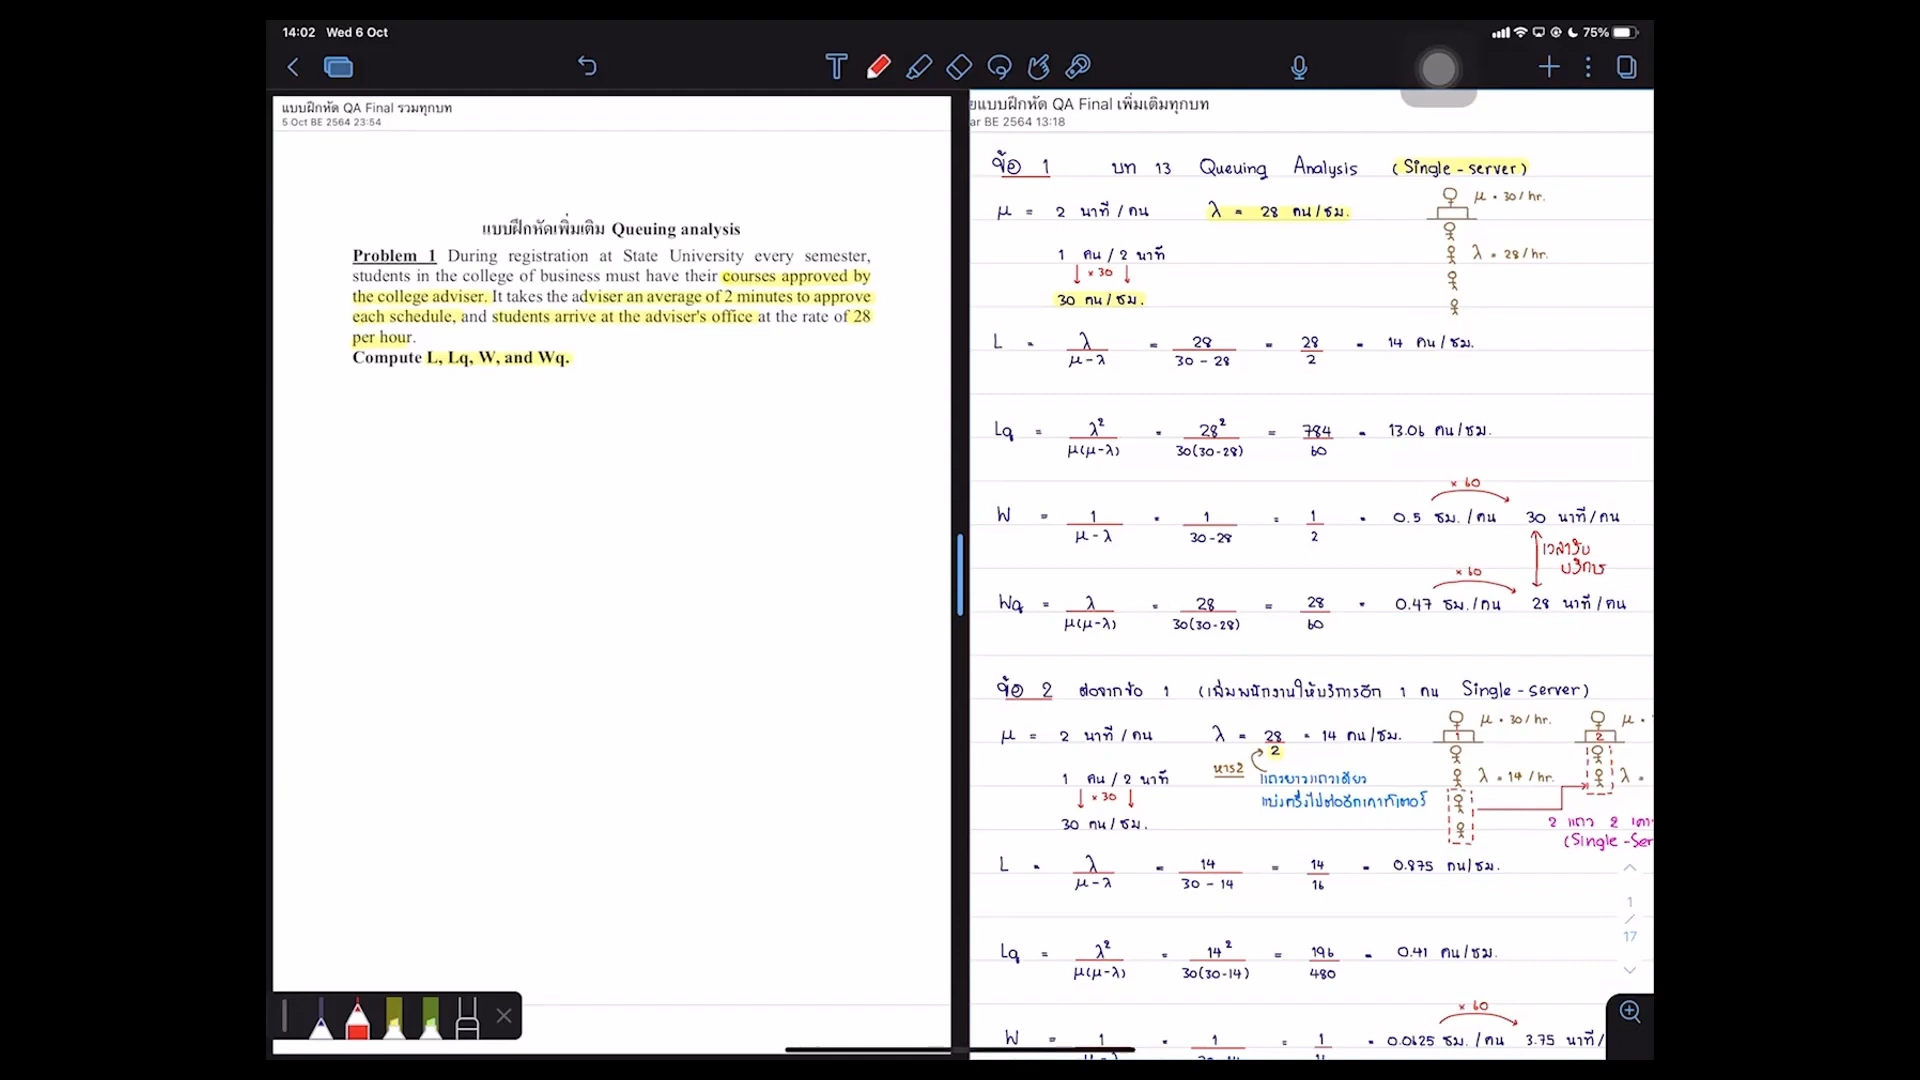 14:02 Wed 6 Oct
75%
แบบฝึกหัด QA Final รวมทุกบท
5 Oct BE 2564 23:54
แบบฝึกหัดเพิ่มเติม Queuing analysis
Problem 1 During registration at State University every semester,
students in the college of business must have their courses approved by
the college adviser. It takes the adviser an average of 2 minutes to approve
each schedule, and students arrive at the adviser's office at the rate of 28
per hour.
Compute L, Lq, W, and Wq.
ยแบบฝึกหัด QA Final เพิ่มเติมทุกบท
ar BE 2564 13:18
ข้อ 1 บท 13 Queuing Analysis (Single-server)
μ = 2 นาที / คน λ = 28 คน/ชม.
μ = 30/hr.
1 คน / 2 นาที
λ = 28/hr.
↓ ×30 ↓
30 คน/ชม.
L = λ / μ-λ = 28 / 30-28 = 28 / 2 = 14 คน/ชม.
Lq = λ² / μ(μ-λ) = 28² / 30(30-28) = 784 / 60 = 13.06 คน/ชม.
×60
W = 1 / μ-λ = 1 / 30-28 = 1 / 2 = 0.5 ชม./คน 30 นาที/คน
เวลารับ
บริการ
×60
Wq = λ / μ(μ-λ) = 28 / 30(30-28) = 28 / 60 = 0.47 ชม./คน 28 นาที/คน
ข้อ 2 ต่อจากข้อ 1 (เพิ่มพนักงานให้บริการอีก 1 คน Single-server)
μ = 30/hr. μ =
1 2
μ = 2 นาที / คน λ = 28 / 2 = 14 คน/ชม.
หาร2
1 คน / 2 นาที
แถวยาวแถวเดียว
λ = 14/hr. λ =
↓ ×30 ↓
แบ่งครึ่งไปต่ออีกเคาท์เตอร์
30 คน/ชม.
2 แถว 2 เคา
(Single-Ser
L = λ / μ-λ = 14 / 30-14 = 14 / 16 = 0.875 คน/ชม.
1
/
17
Lq = λ² / μ(μ-λ) = 14² / 30(30-14) = 196 / 480 = 0.41 คน/ชม.
×60
W = 1 = 1 = 1 = 0.0625 ชม./คน 3.75 นาที/